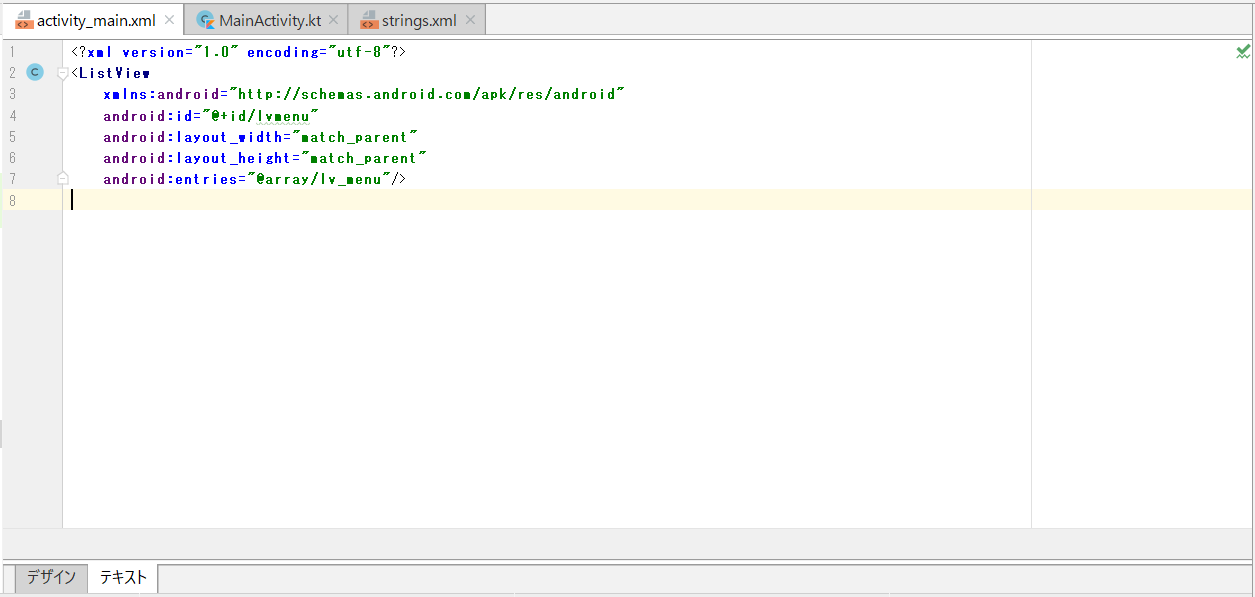 activity_main.xml × MainActivity.kt × strings.xml ×
1 <?xml version="1.0" encoding="utf-8"?>
2 C <ListView
3 xmlns:android="http://schemas.android.com/apk/res/android"
4 android:id="@+id/lvmenu"
5 android:layout_width="match_parent"
6 android:layout_height="match_parent"
7 android:entries="@array/lv_menu"/>
8
デザイン テキスト